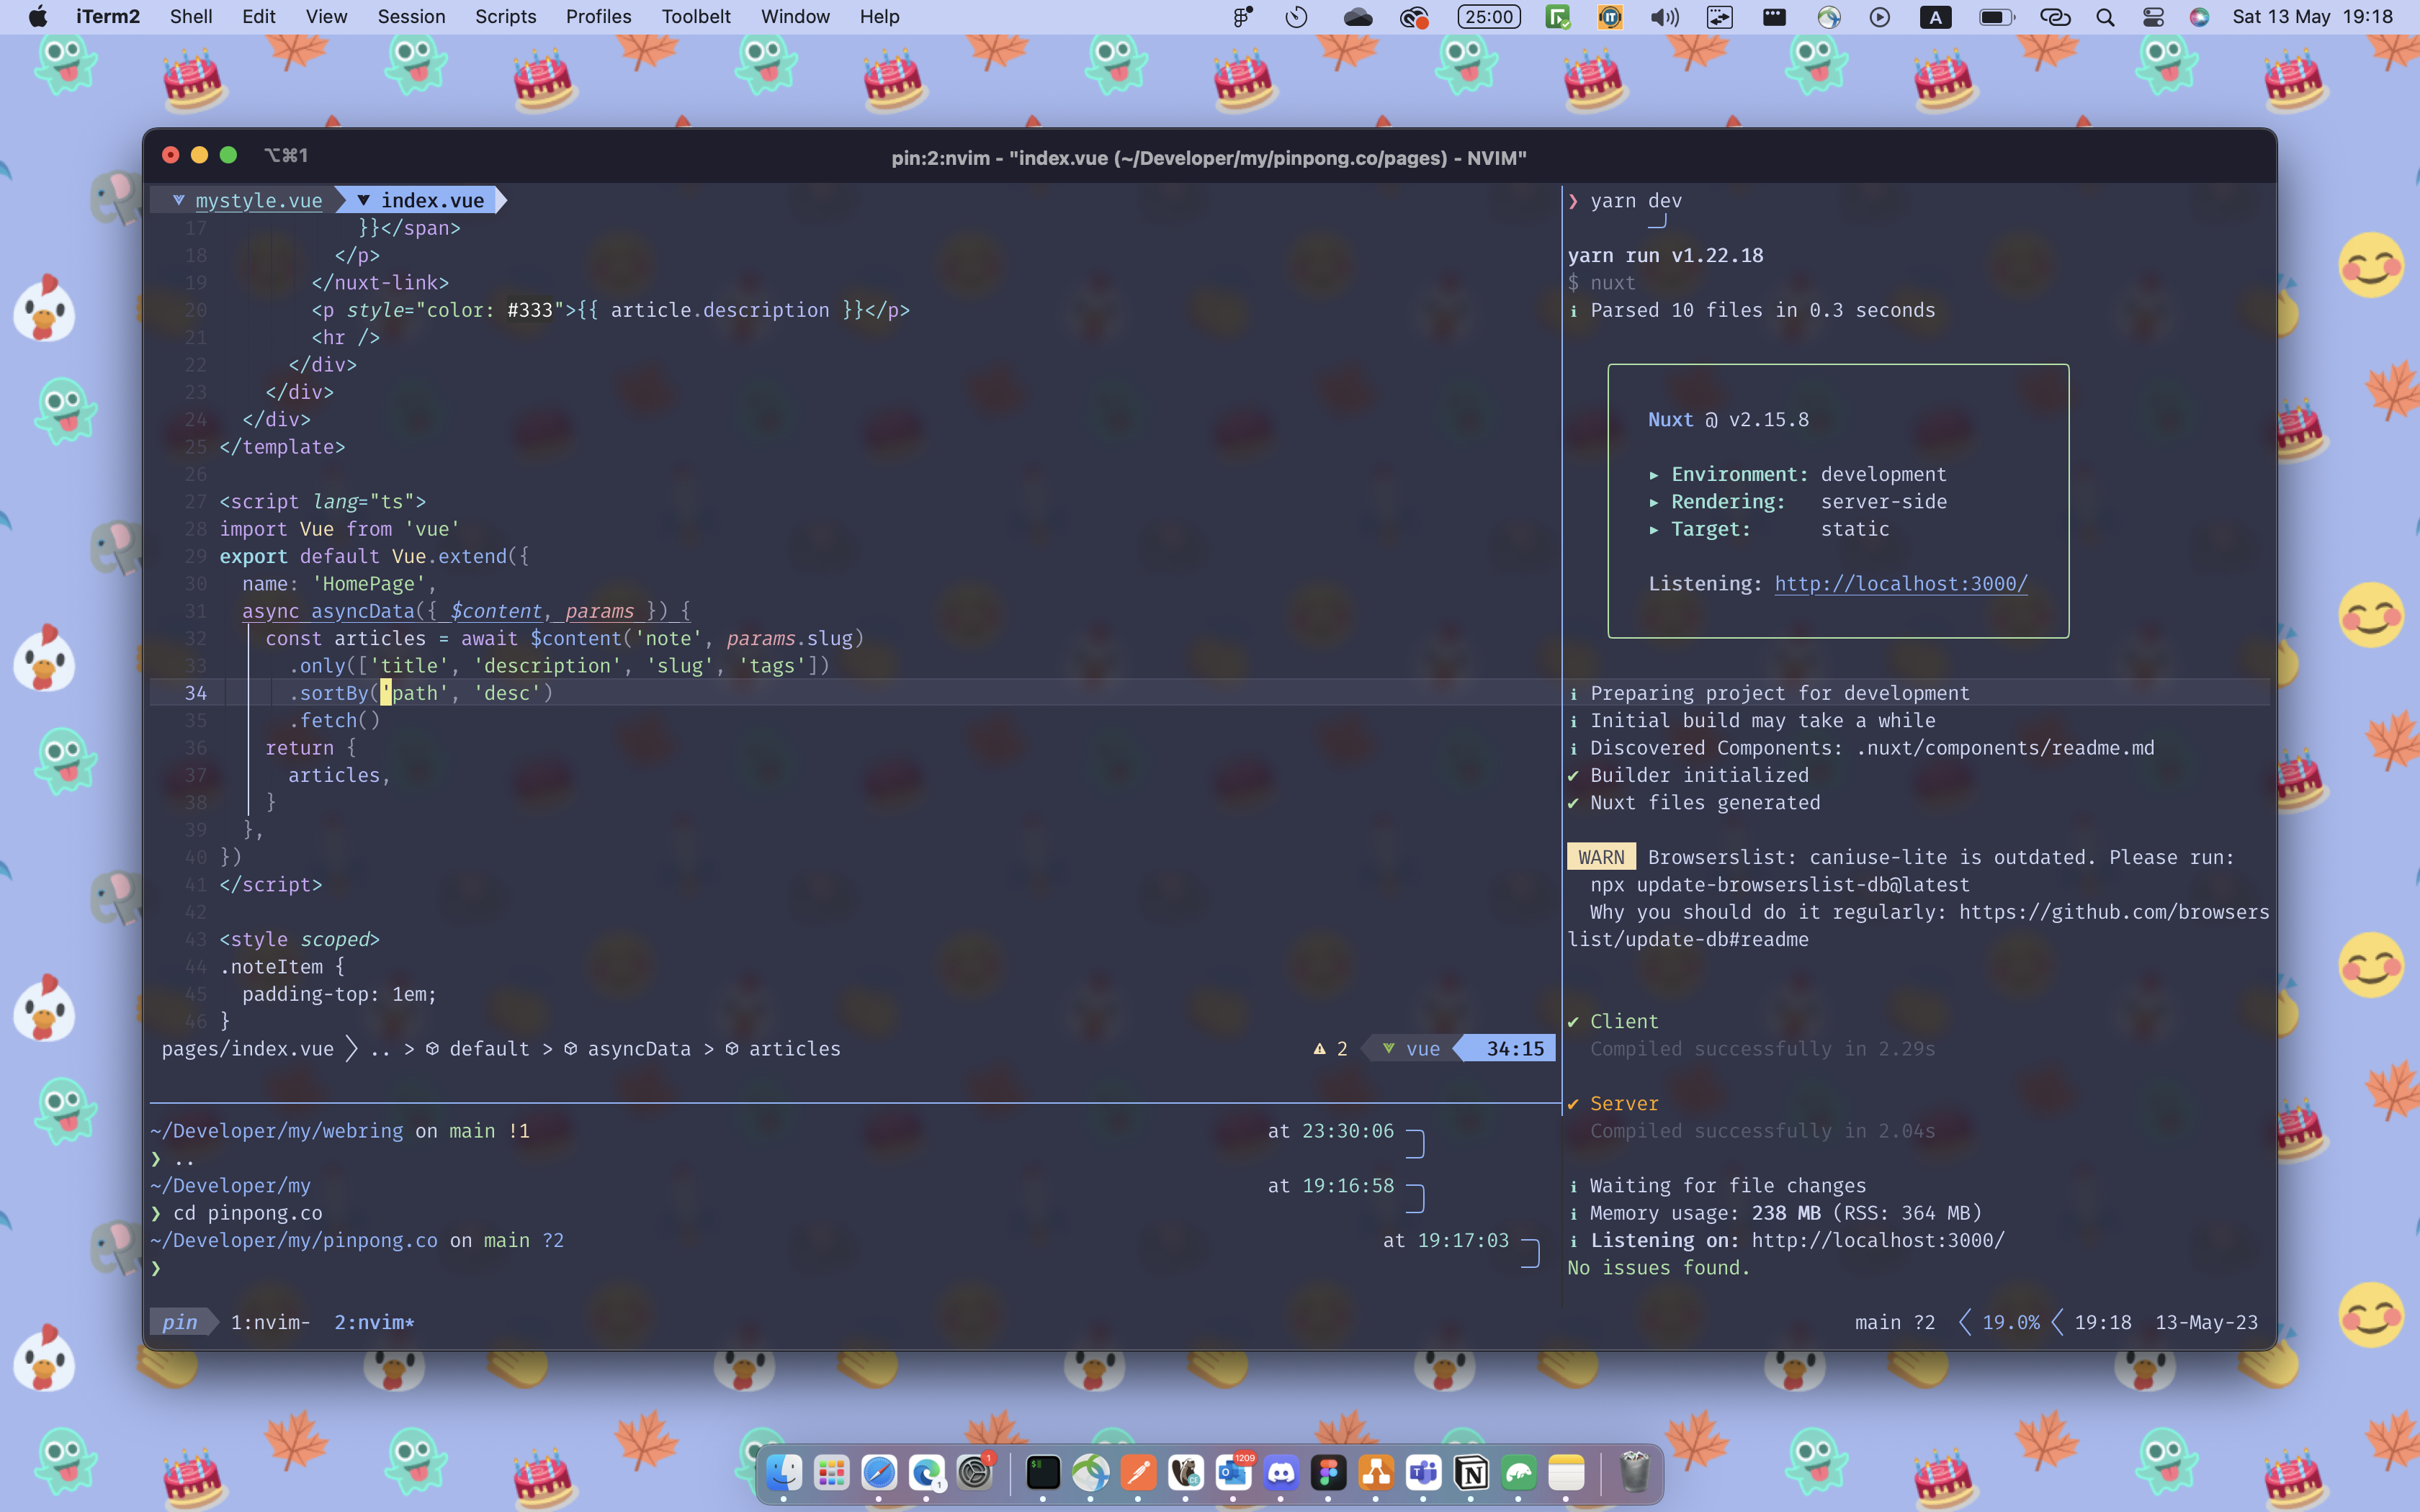 iTerm2 Shell Edit View Session Scripts Profiles Toolbelt Window Help 25:00 A Sat 13 May 19:18
⌥⌘1 pin:2:nvim - "index.vue (~/Developer/my/pinpong.co/pages) - NVIM"
mystyle.vue index.vue
17 }}</span>
18 </p>
19 </nuxt-link>
20 <p style="color: #333">{{ article.description }}</p>
21 <hr />
22 </div>
23 </div>
24 </div>
25 </template>
26
27 <script lang="ts">
28 import Vue from 'vue'
29 export default Vue.extend({
30 name: 'HomePage',
31 async asyncData({ $content, params }) {
32 const articles = await $content('note', params.slug)
33 .only(['title', 'description', 'slug', 'tags'])
34 .sortBy('path', 'desc')
35 .fetch()
36 return {
37 articles,
38 }
39 },
40 })
41 </script>
42
43 <style scoped>
44 .noteItem {
45 padding-top: 1em;
46 }
pages/index.vue > .. > default > asyncData > articles 2 vue 34:15
~/Developer/my/webring on main !1 at 23:30:06
❯ ..
~/Developer/my at 19:16:58
❯ cd pinpong.co
~/Developer/my/pinpong.co on main ?2 at 19:17:03
❯
❯ yarn dev
yarn run v1.22.18
$ nuxt
ℹ Parsed 10 files in 0.3 seconds
Nuxt @ v2.15.8
▸ Environment: development
▸ Rendering: server-side
▸ Target: static
Listening: http://localhost:3000/
ℹ Preparing project for development
ℹ Initial build may take a while
ℹ Discovered Components: .nuxt/components/readme.md
✔ Builder initialized
✔ Nuxt files generated
WARN Browserslist: caniuse-lite is outdated. Please run:
npx update-browserslist-db@latest
Why you should do it regularly: https://github.com/browsers
list/update-db#readme
✔ Client
Compiled successfully in 2.29s
✔ Server
Compiled successfully in 2.04s
ℹ Waiting for file changes
ℹ Memory usage: 238 MB (RSS: 364 MB)
ℹ Listening on: http://localhost:3000/
No issues found.
pin 1:nvim- 2:nvim* main ?2 19.0% 19:18 13-May-23
1 1 1209